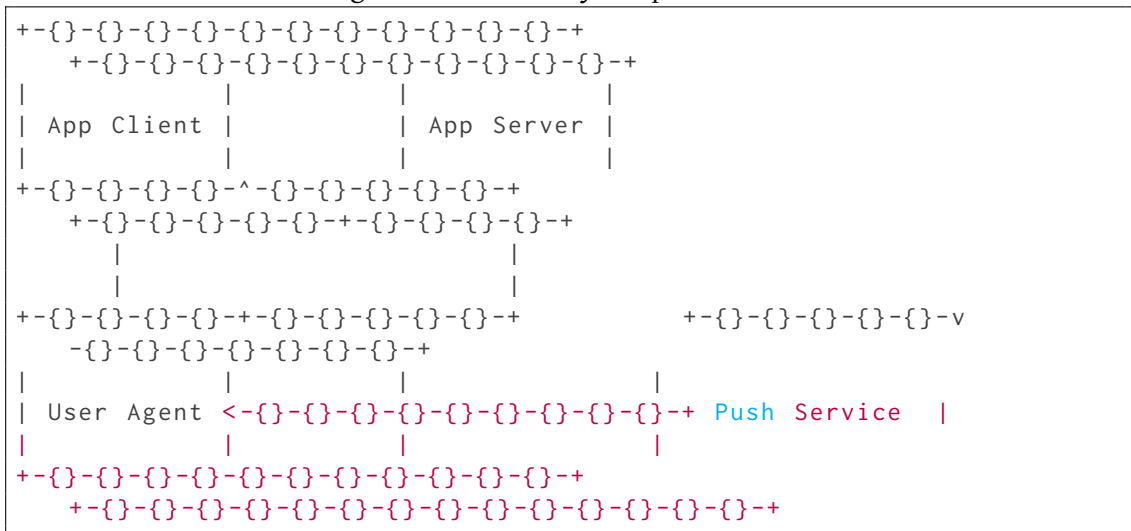 +-{}-{}-{}-{}-{}-{}-{}-{}-{}-{}-{}-+
+-{}-{}-{}-{}-{}-{}-{}-{}-{}-{}-{}-+
| | | |
| App Client | | App Server |
| | | |
+-{}-{}-{}-{}-^-{}-{}-{}-{}-{}-+
+-{}-{}-{}-{}-{}-+-{}-{}-{}-{}-+
| |
| |
+-{}-{}-{}-{}-+-{}-{}-{}-{}-{}-+ +-{}-{}-{}-{}-{}-v
-{}-{}-{}-{}-{}-{}-{}-+
| | | |
| User Agent <-{}-{}-{}-{}-{}-{}-{}-{}-{}-+ Push Service |
| | | |
+-{}-{}-{}-{}-{}-{}-{}-{}-{}-{}-{}-+
+-{}-{}-{}-{}-{}-{}-{}-{}-{}-{}-{}-{}-{}-{}-+